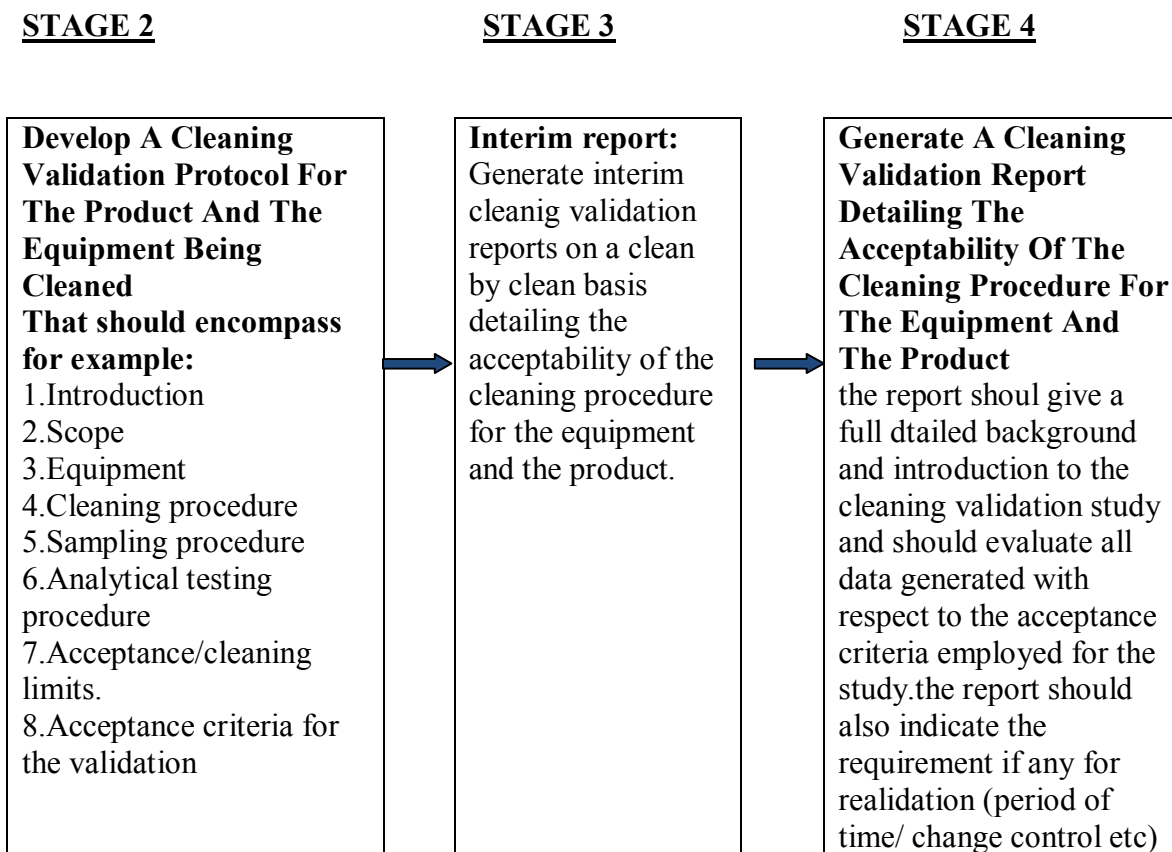 STAGE 2
STAGE 3
STAGE 4
Develop A Cleaning
Validation Protocol For
The Product And The
Equipment Being
Cleaned
That should encompass
for example:
1.Introduction
2.Scope
3.Equipment
4.Cleaning procedure
5.Sampling procedure
6.Analytical testing
procedure
7.Acceptance/cleaning
limits.
8.Acceptance criteria for
the validation
Interim report:
Generate interim
cleanig validation
reports on a clean
by clean basis
detailing the
acceptability of the
cleaning procedure
for the equipment
and the product.
Generate A Cleaning
Validation Report
Detailing The
Acceptability Of The
Cleaning Procedure For
The Equipment And
The Product
the report shoul give a
full dtailed background
and introduction to the
cleaning validation study
and should evaluate all
data generated with
respect to the acceptance
criteria employed for the
study.the report should
also indicate the
requirement if any for
realidation (period of
time/ change control etc)